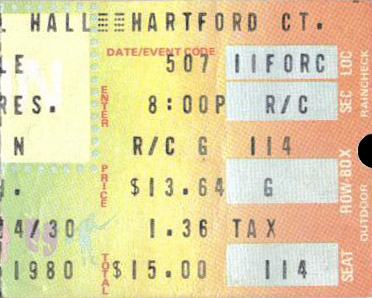 L HALL HARTFORD CT.
DATE/EVENT CODE
LE 507 11FORC
RES. 8:00P R/C
ENTER
N R/C G 114
PRICE
Y. $13.64 G
04/30 1.36 TAX
1980 $15.00 114
TOTAL
LOC
SEC
ROW-BOX
SEAT
RAINCHECK
OUTDOOR